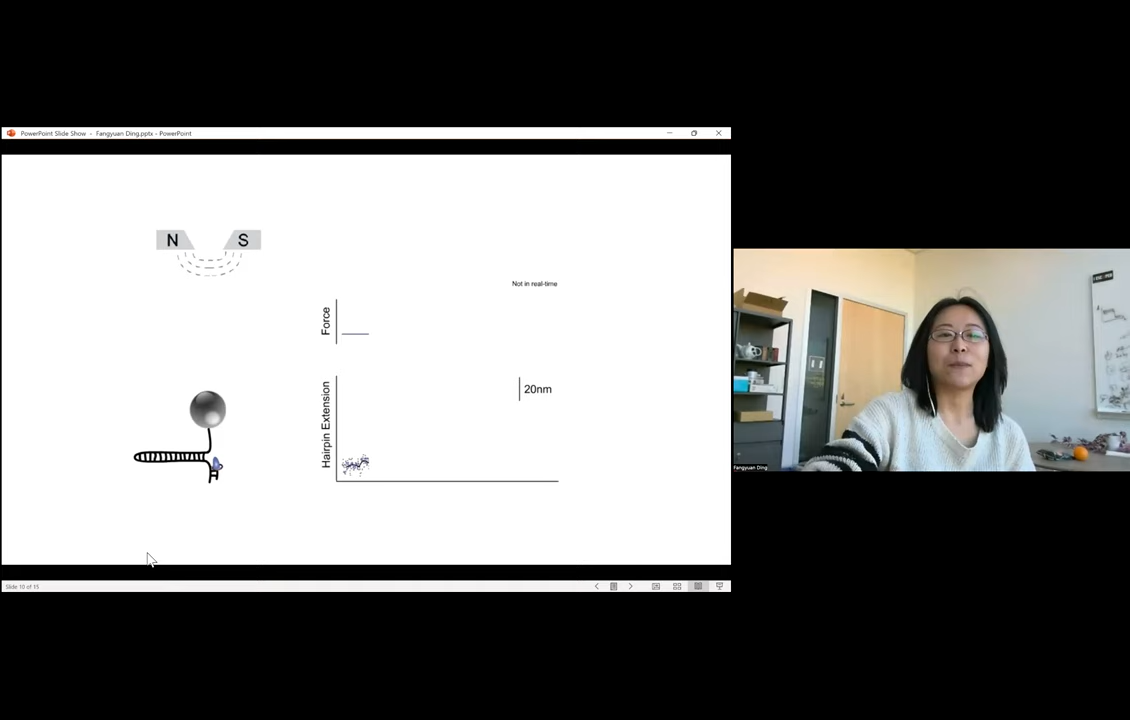 PowerPoint Slide Show - Fangyuan Ding.pptx - PowerPoint
N S
Not in real-time
Force
20nm
Hairpin Extension
Fangyuan Ding
Slide 10 of 15